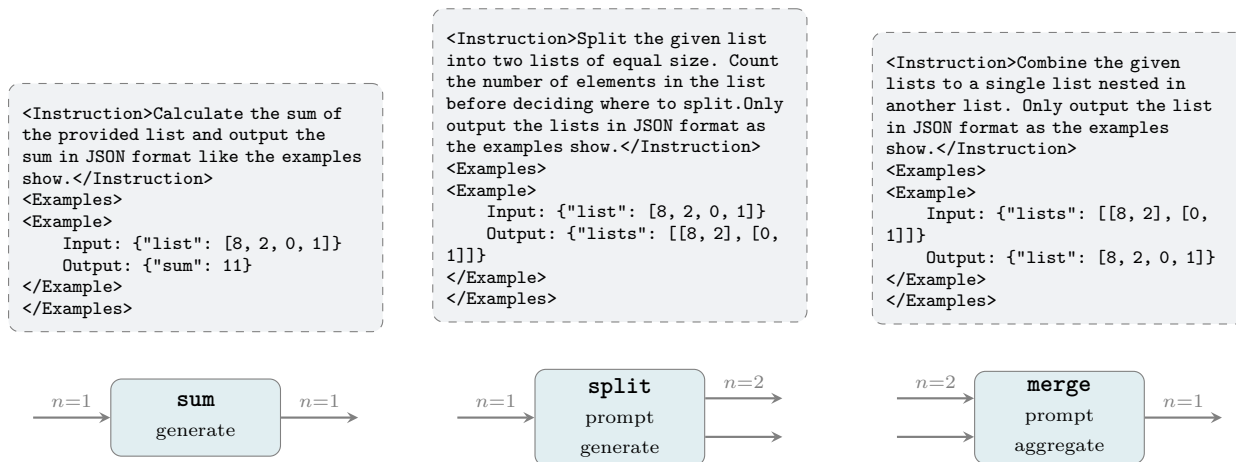 <Instruction>Calculate the sum of
the provided list and output the
sum in JSON format like the examples
show.</Instruction>
<Examples>
<Example>
    Input: {"list": [8, 2, 0, 1]}
    Output: {"sum": 11}
</Example>
</Examples>
<Instruction>Split the given list
into two lists of equal size. Count
the number of elements in the list
before deciding where to split.Only
output the lists in JSON format as
the examples show.</Instruction>
<Examples>
<Example>
    Input: {"list": [8, 2, 0, 1]}
    Output: {"lists": [[8, 2], [0,
1]]}
</Example>
</Examples>
<Instruction>Combine the given
lists to a single list nested in
another list. Only output the list
in JSON format as the examples
show.</Instruction>
<Examples>
<Example>
    Input: {"lists": [[8, 2], [0,
1]]}
    Output: {"list": [8, 2, 0, 1]}
</Example>
</Examples>
n=1
sum
generate
n=1
n=1
split
prompt
generate
n=2
n=2
merge
prompt
aggregate
n=1